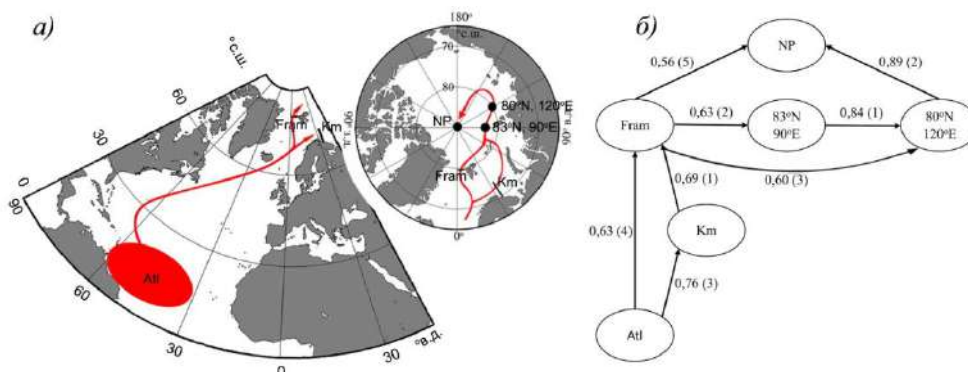 а)
°с.ш.
60
30
0
90
60
30
0
30
°в.д.
Fram
Km
Atl
180°
°с.ш.
70
80
NP
80°N, 120°E
83°N, 90°E
Fram
Km
0°
б)
NP
0,56 (5)
0,89 (2)
Fram
0,63 (2)
83°N
90°E
0,84 (1)
80°N
120°E
0,60 (3)
0,69 (1)
0,63 (4)
Km
0,76 (3)
Atl